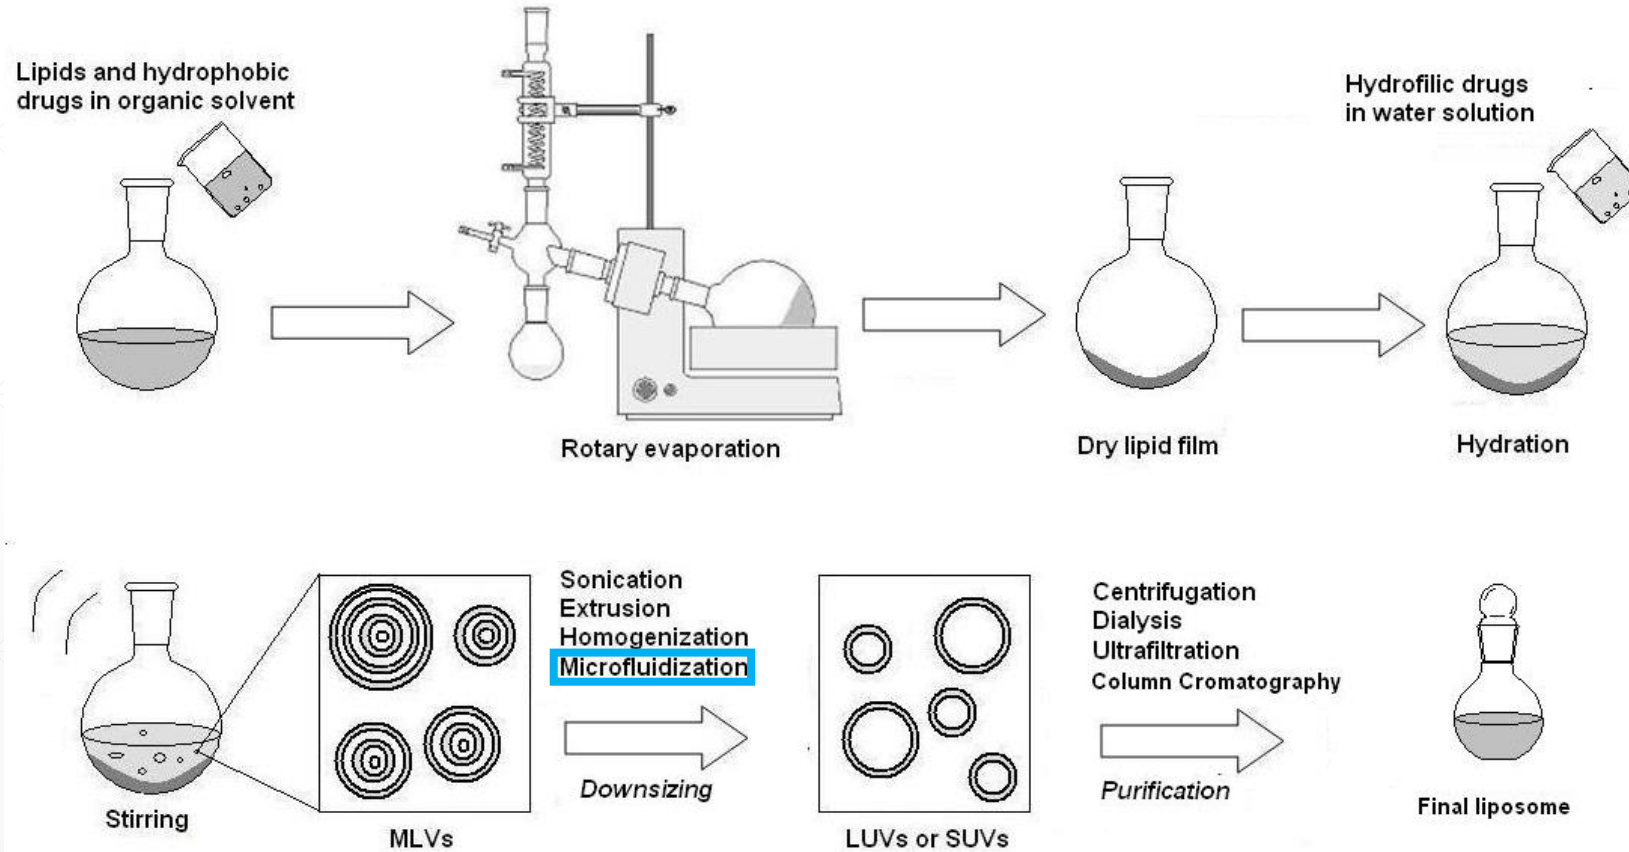 Lipids and hydrophobic
drugs in organic solvent
Hydrofilic drugs
in water solution
Rotary evaporation
Dry lipid film
Hydration
Stirring
MLVs
Sonication
Extrusion
Homogenization
Microfluidization
Downsizing
LUVs or SUVs
Centrifugation
Dialysis
Ultrafiltration
Column Cromatography
Purification
Final liposome